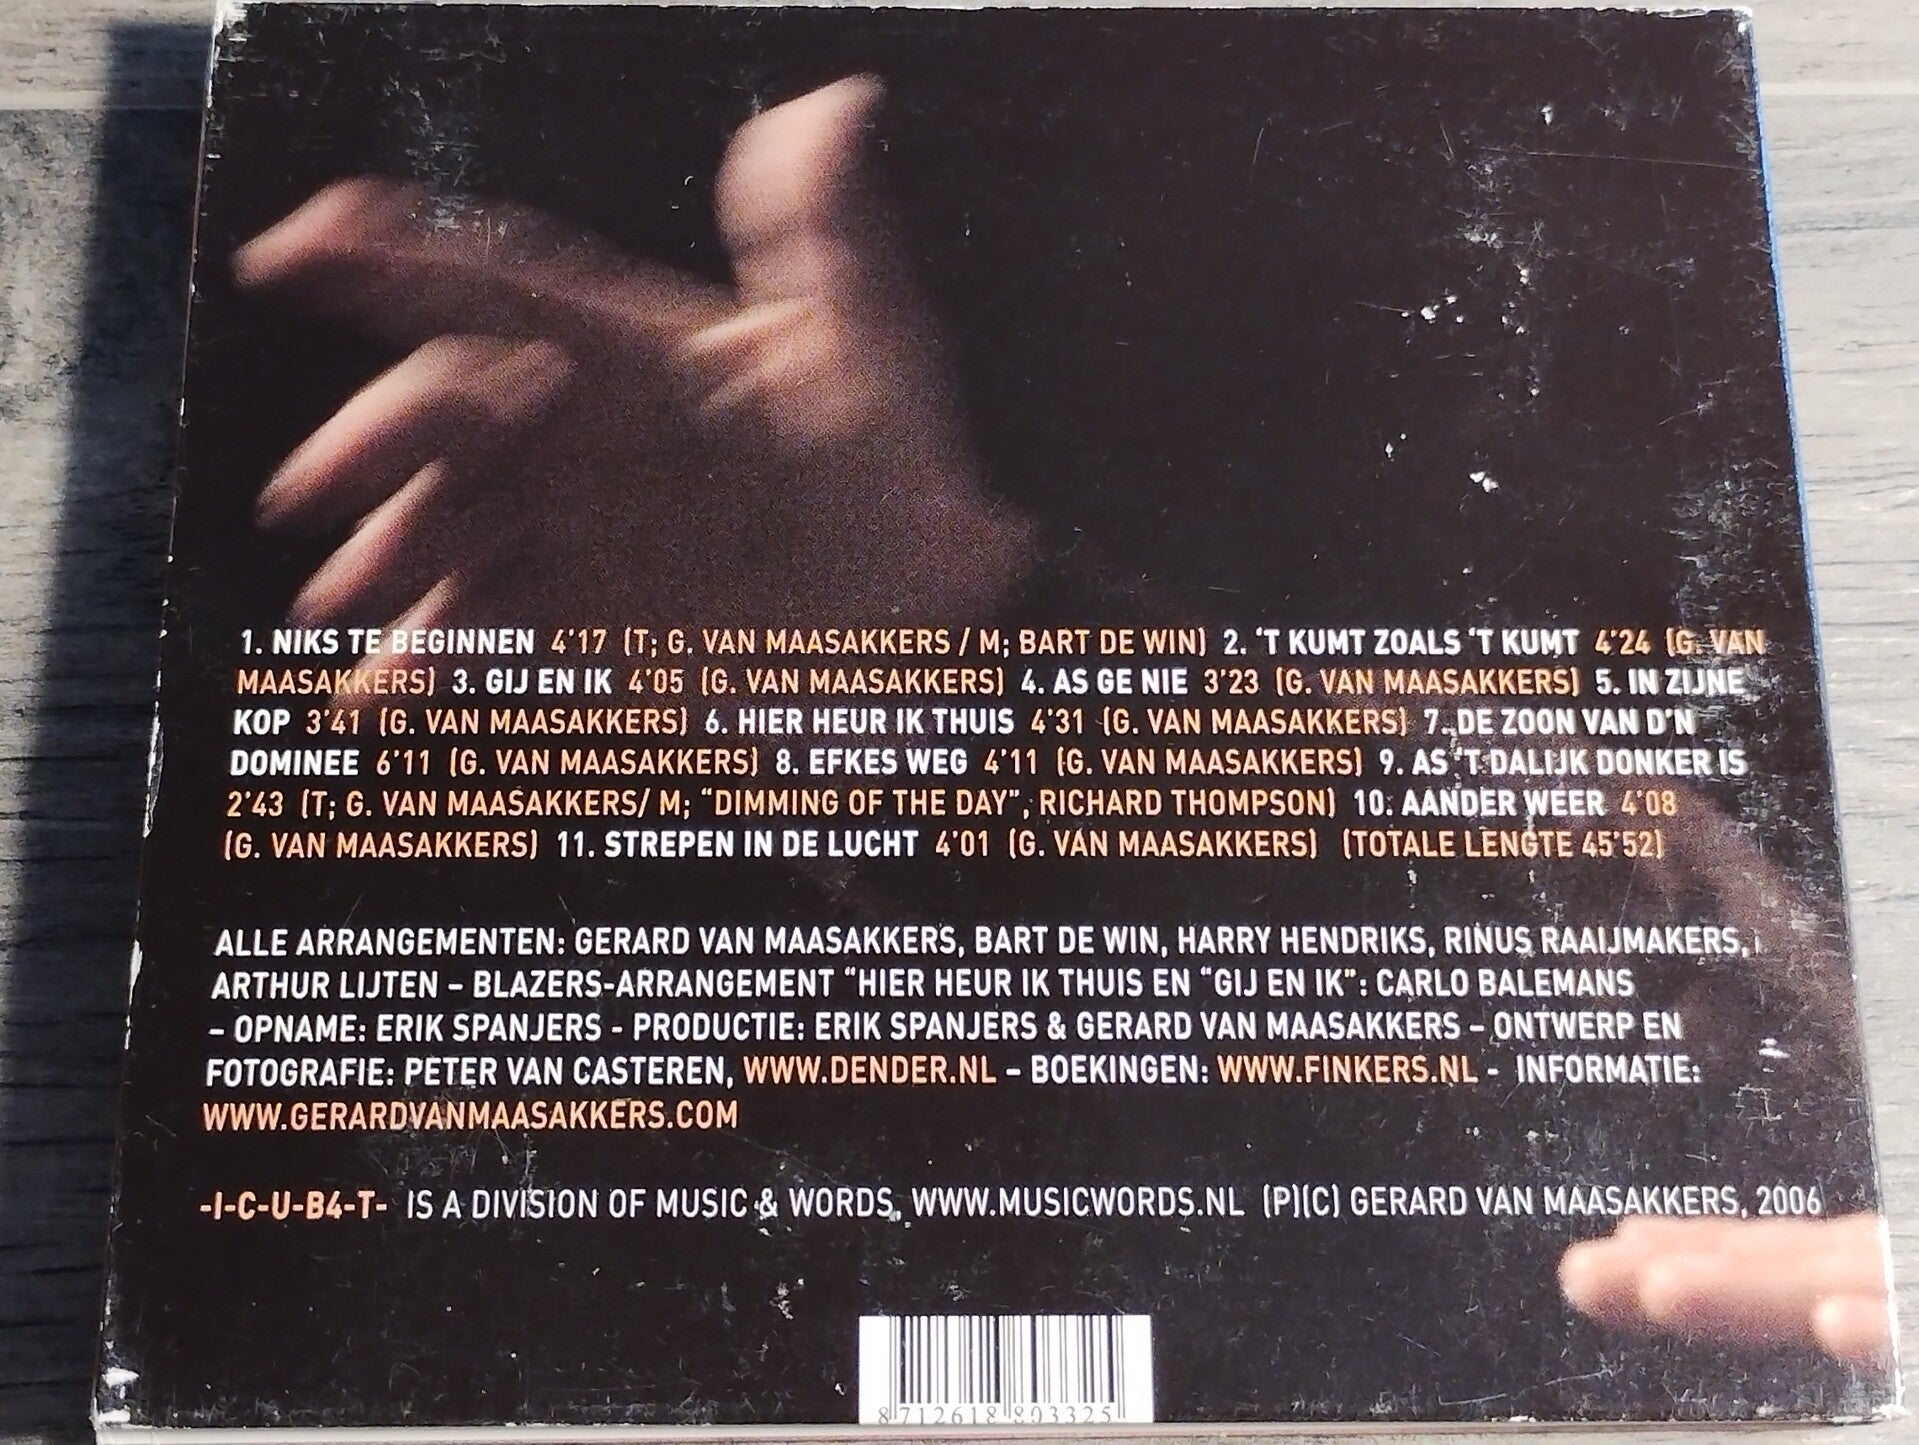 1. NIKS TE BEGINNEN 4'17 (T; G. VAN MAASAKKERS / M; BART DE WIN) 2. 'T KUMT ZOALS 'T KUMT 4'24 (G. VAN
MAASAKKERS) 3. GIJ EN IK 4'05 (G. VAN MAASAKKERS) 4. AS GE NIE 3'23 (G. VAN MAASAKKERS) 5. IN ZIJNE
KOP 3'41 (G. VAN MAASAKKERS) 6. HIER HEUR IK THUIS 4'31 (G. VAN MAASAKKERS) 7. DE ZOON VAN D'N
DOMINEE 6'11 (G. VAN MAASAKKERS) 8. EFKES WEG 4'11 (G. VAN MAASAKKERS) 9. AS 'T DALIJK DONKER IS
2'43 (T; G. VAN MAASAKKERS/ M; "DIMMING OF THE DAY", RICHARD THOMPSON) 10. AANDER WEER 4'08
(G. VAN MAASAKKERS) 11. STREPEN IN DE LUCHT 4'01 (G. VAN MAASAKKERS) (TOTALE LENGTE 45'52)
ALLE ARRANGEMENTEN: GERARD VAN MAASAKKERS, BART DE WIN, HARRY HENDRIKS, RINUS RAAIJMAKERS,
ARTHUR LIJTEN – BLAZERS-ARRANGEMENT "HIER HEUR IK THUIS EN "GIJ EN IK": CARLO BALEMANS
– OPNAME: ERIK SPANJERS - PRODUCTIE: ERIK SPANJERS & GERARD VAN MAASAKKERS – ONTWERP EN
FOTOGRAFIE: PETER VAN CASTEREN, WWW.DENDER.NL – BOEKINGEN: WWW.FINKERS.NL - INFORMATIE:
WWW.GERARDVANMAASAKKERS.COM
-I-C-U-B4-T- IS A DIVISION OF MUSIC & WORDS, WWW.MUSICWORDS.NL (P)(C) GERARD VAN MAASAKKERS, 2006
8 712618 803325